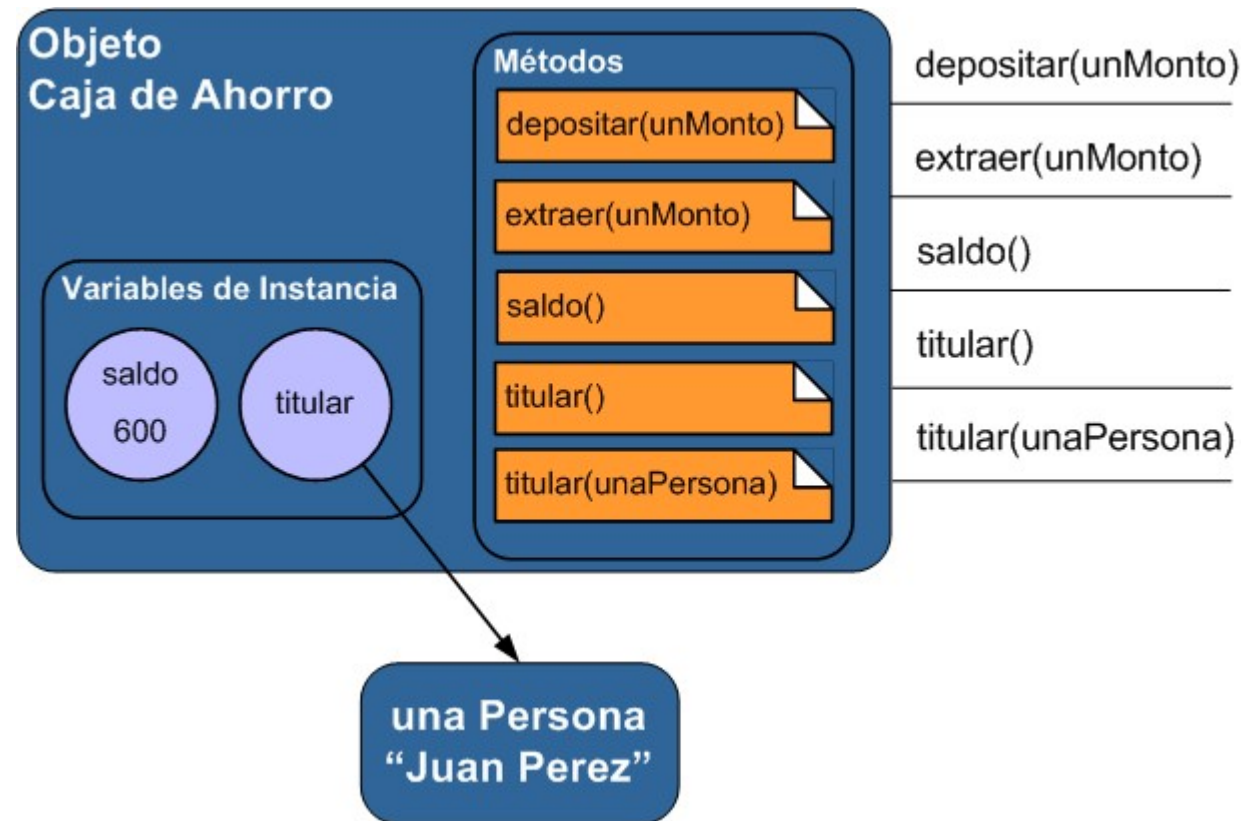 Objeto
Caja de Ahorro
Variables de Instancia
saldo
600
titular
Métodos
depositar(unMonto)
extraer(unMonto)
saldo()
titular()
titular(unaPersona)
depositar(unMonto)
extraer(unMonto)
saldo()
titular()
titular(unaPersona)
una Persona
“Juan Perez”